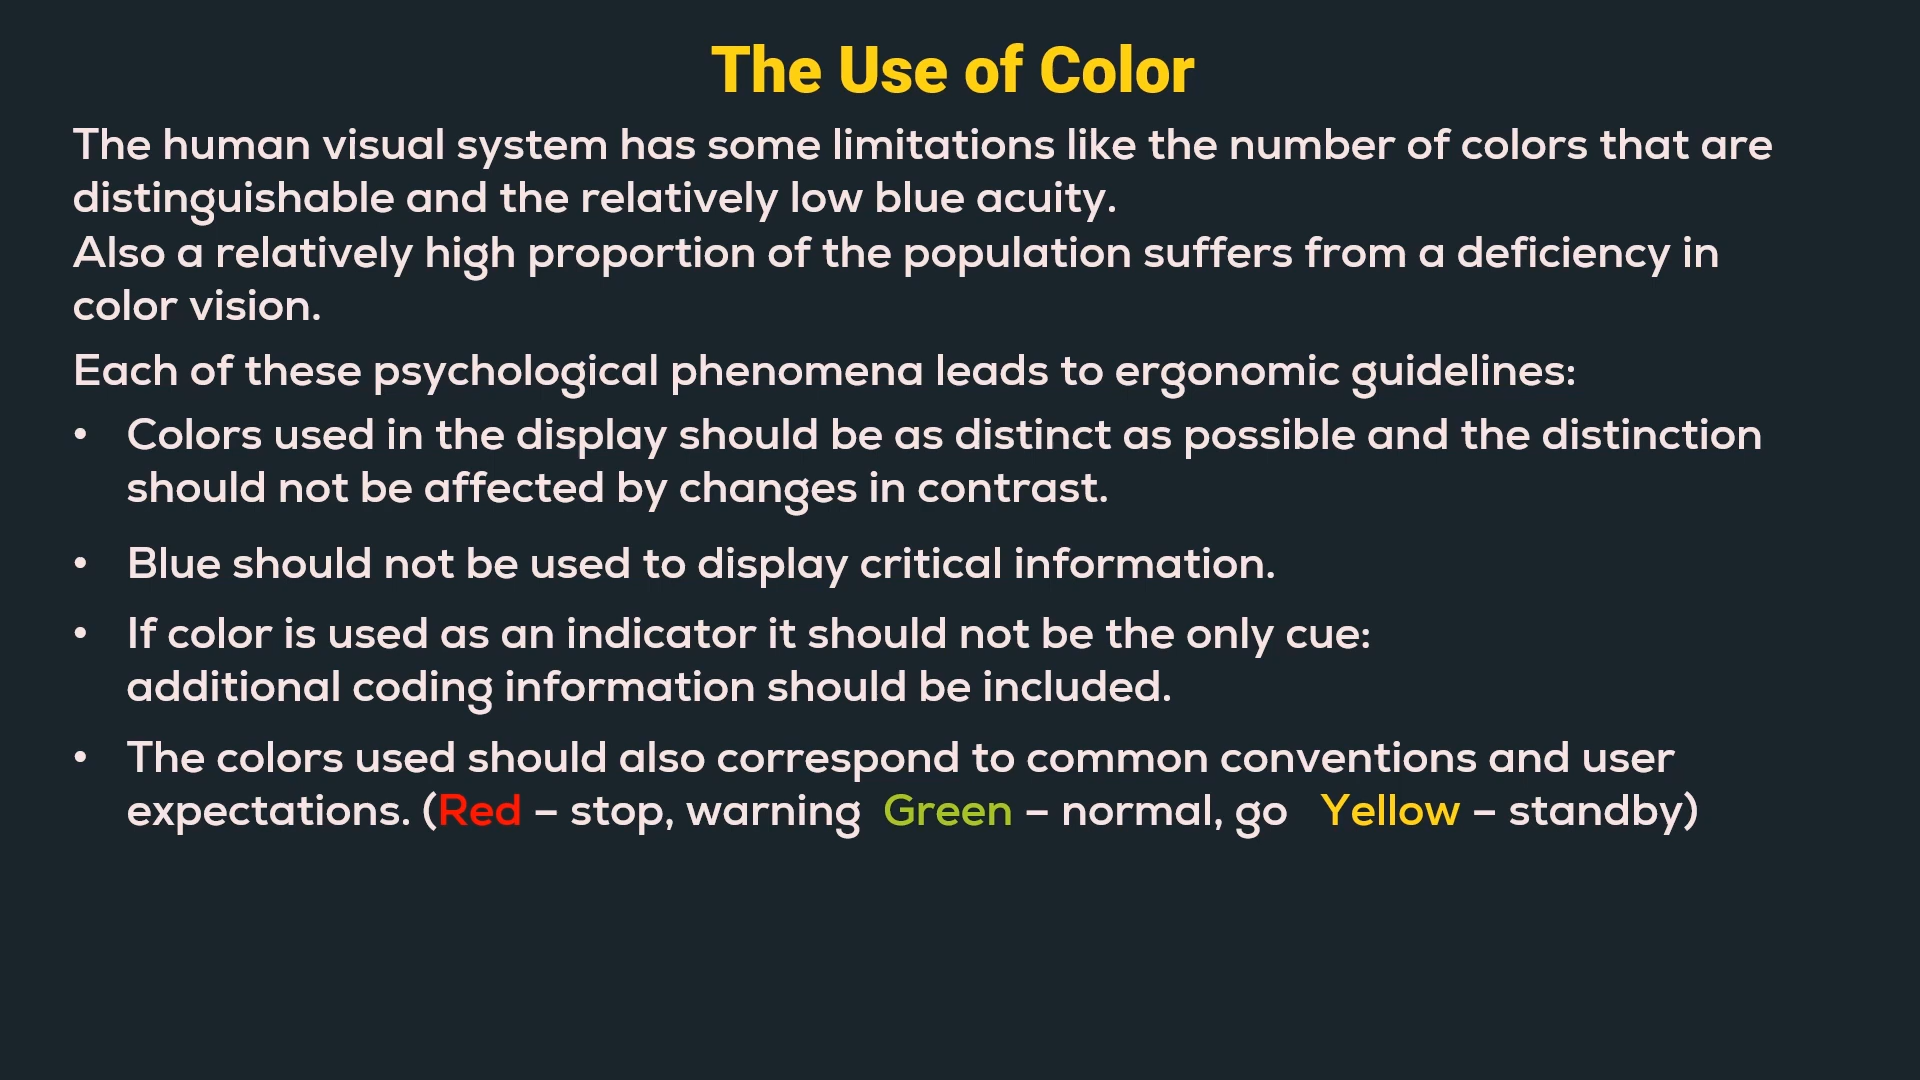 The Use of Color
The human visual system has some limitations like the number of colors that are
distinguishable and the relatively low blue acuity.
Also a relatively high proportion of the population suffers from a deficiency in
color vision.
Each of these psychological phenomena leads to ergonomic guidelines:
• Colors used in the display should be as distinct as possible and the distinction
should not be affected by changes in contrast.
• Blue should not be used to display critical information.
• If color is used as an indicator it should not be the only cue:
additional coding information should be included.
• The colors used should also correspond to common conventions and user
expectations. (Red – stop, warning Green – normal, go Yellow – standby)